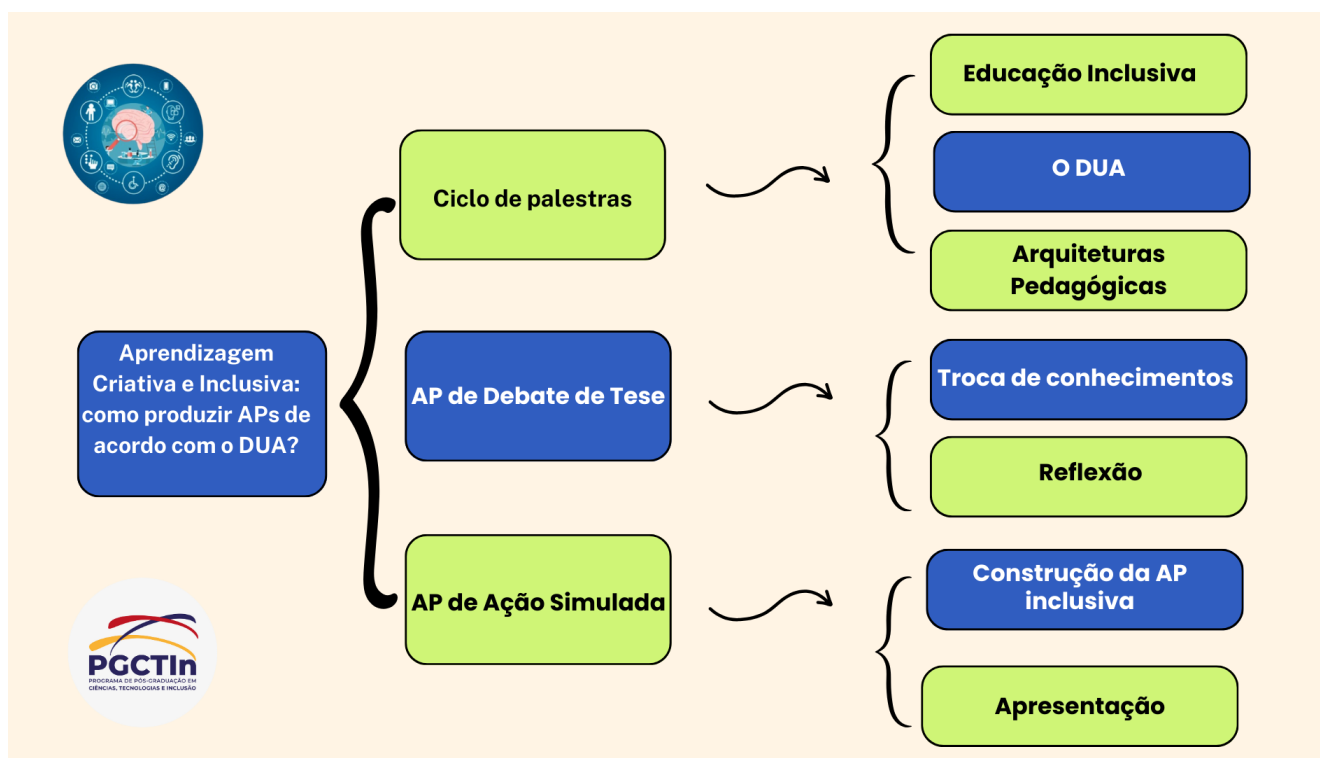 Aprendizagem
Criativa e Inclusiva:
como produzir APs de
acordo com o DUA?
Ciclo de palestras
Educação Inclusiva
O DUA
Arquiteturas
Pedagógicas
AP de Debate de Tese
Troca de conhecimentos
Reflexão
AP de Ação Simulada
Construção da AP
inclusiva
Apresentação
PGCTIn
PROGRAMA DE PÓS-GRADUAÇÃO EM
CIÊNCIAS, TECNOLOGIAS E INCLUSÃO